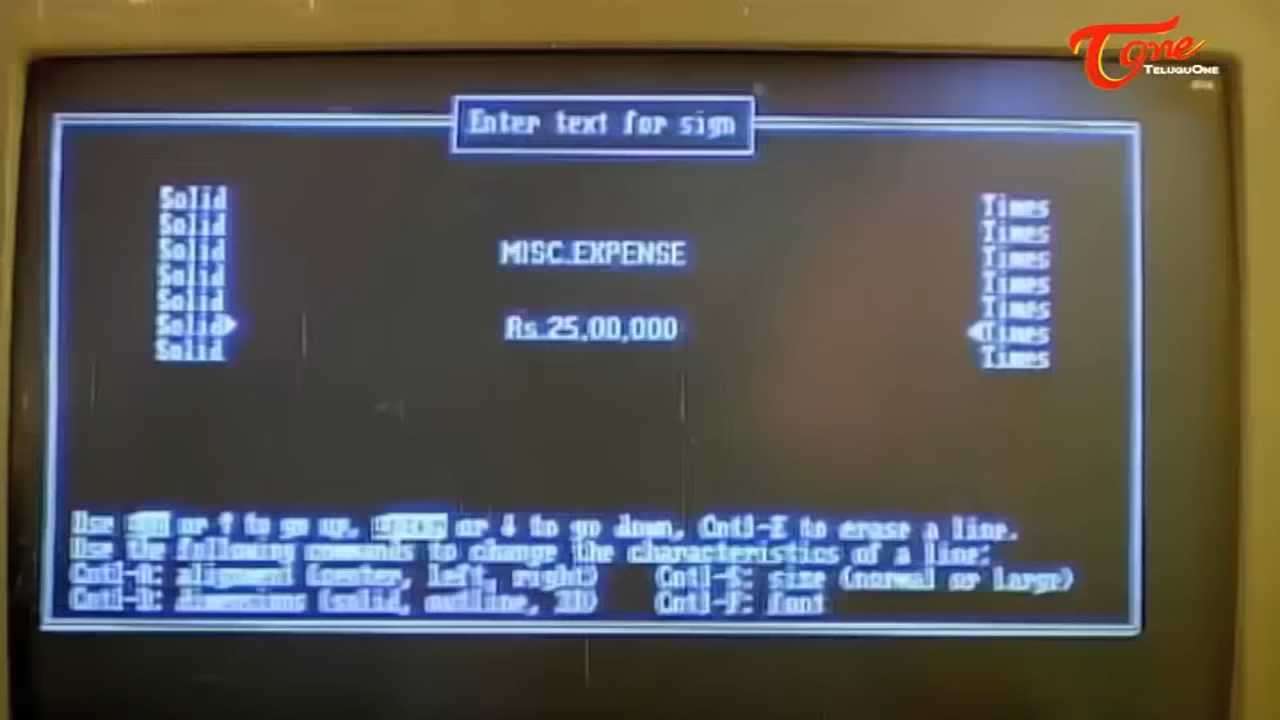 Tone
TELUGUONE
Enter text for sign
Solid Times
Solid Times
Solid MISC.EXPENSE Times
Solid Times
Solid Times
Solid Rs.25,00,000 Times
Solid Times
Use or ↑ to go up, or ↓ to go down, Cntl-E to erase a line.
Use the following commands to change the characteristics of a line:
Cntl-A: alignment (center, left, right) Cntl-S: size (normal or large)
Cntl-D: dimensions (solid, outline, 3D) Cntl-F: font